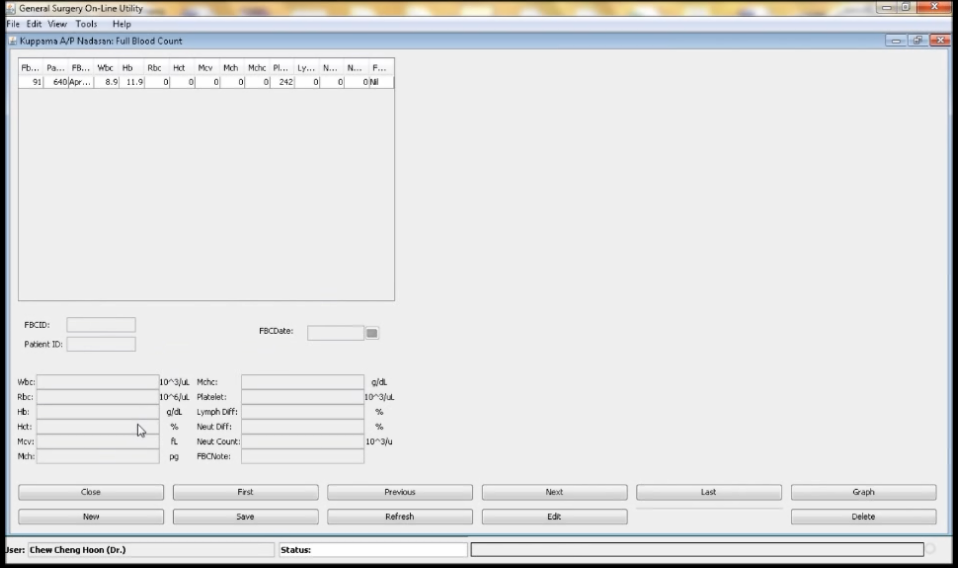 General Surgery On-Line Utility
File Edit View Tools Help
Kuppama A/P Nadasan: Full Blood Count
Fb... Pa... FB... Wbc Hb Rbc Hct Mcv Mch Mchc Pl... Ly... N... N... F...
91 640 Apr... 8.9 11.9 0 0 0 0 0 242 0 0 0 Nil
FBCID:
FBCDate:
Patient ID:
Wbc: 10^3/uL Mchc: g/dL
Rbc: 10^6/uL Platelet: 10^3/uL
Hb: g/dL Lymph Diff: %
Hct: % Neut Diff: %
Mcv: fL Neut Count: 10^3/u
Mch: pg FBCNote:
Close First Previous Next Last Graph
New Save Refresh Edit Delete
User: Chew Cheng Hoon (Dr.) Status: